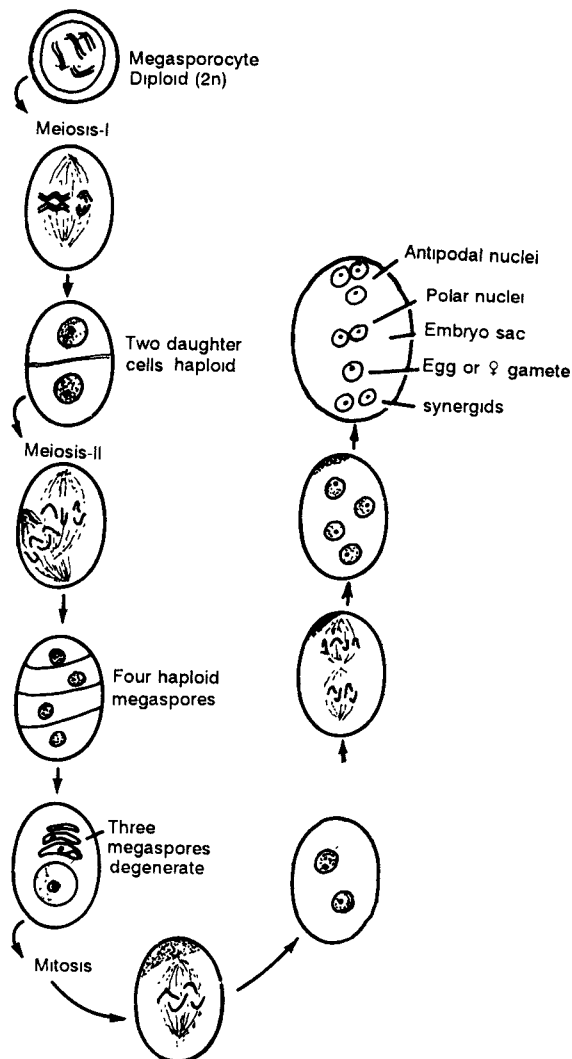 Megasporocyte
Diploid (2n)
Meiosis-I
Two daughter
cells haploid
Meiosis-II
Four haploid
megaspores
Three
megaspores
degenerate
Mitosis
Antipodal nuclei
Polar nuclei
Embryo sac
Egg or ♀ gamete
synergids